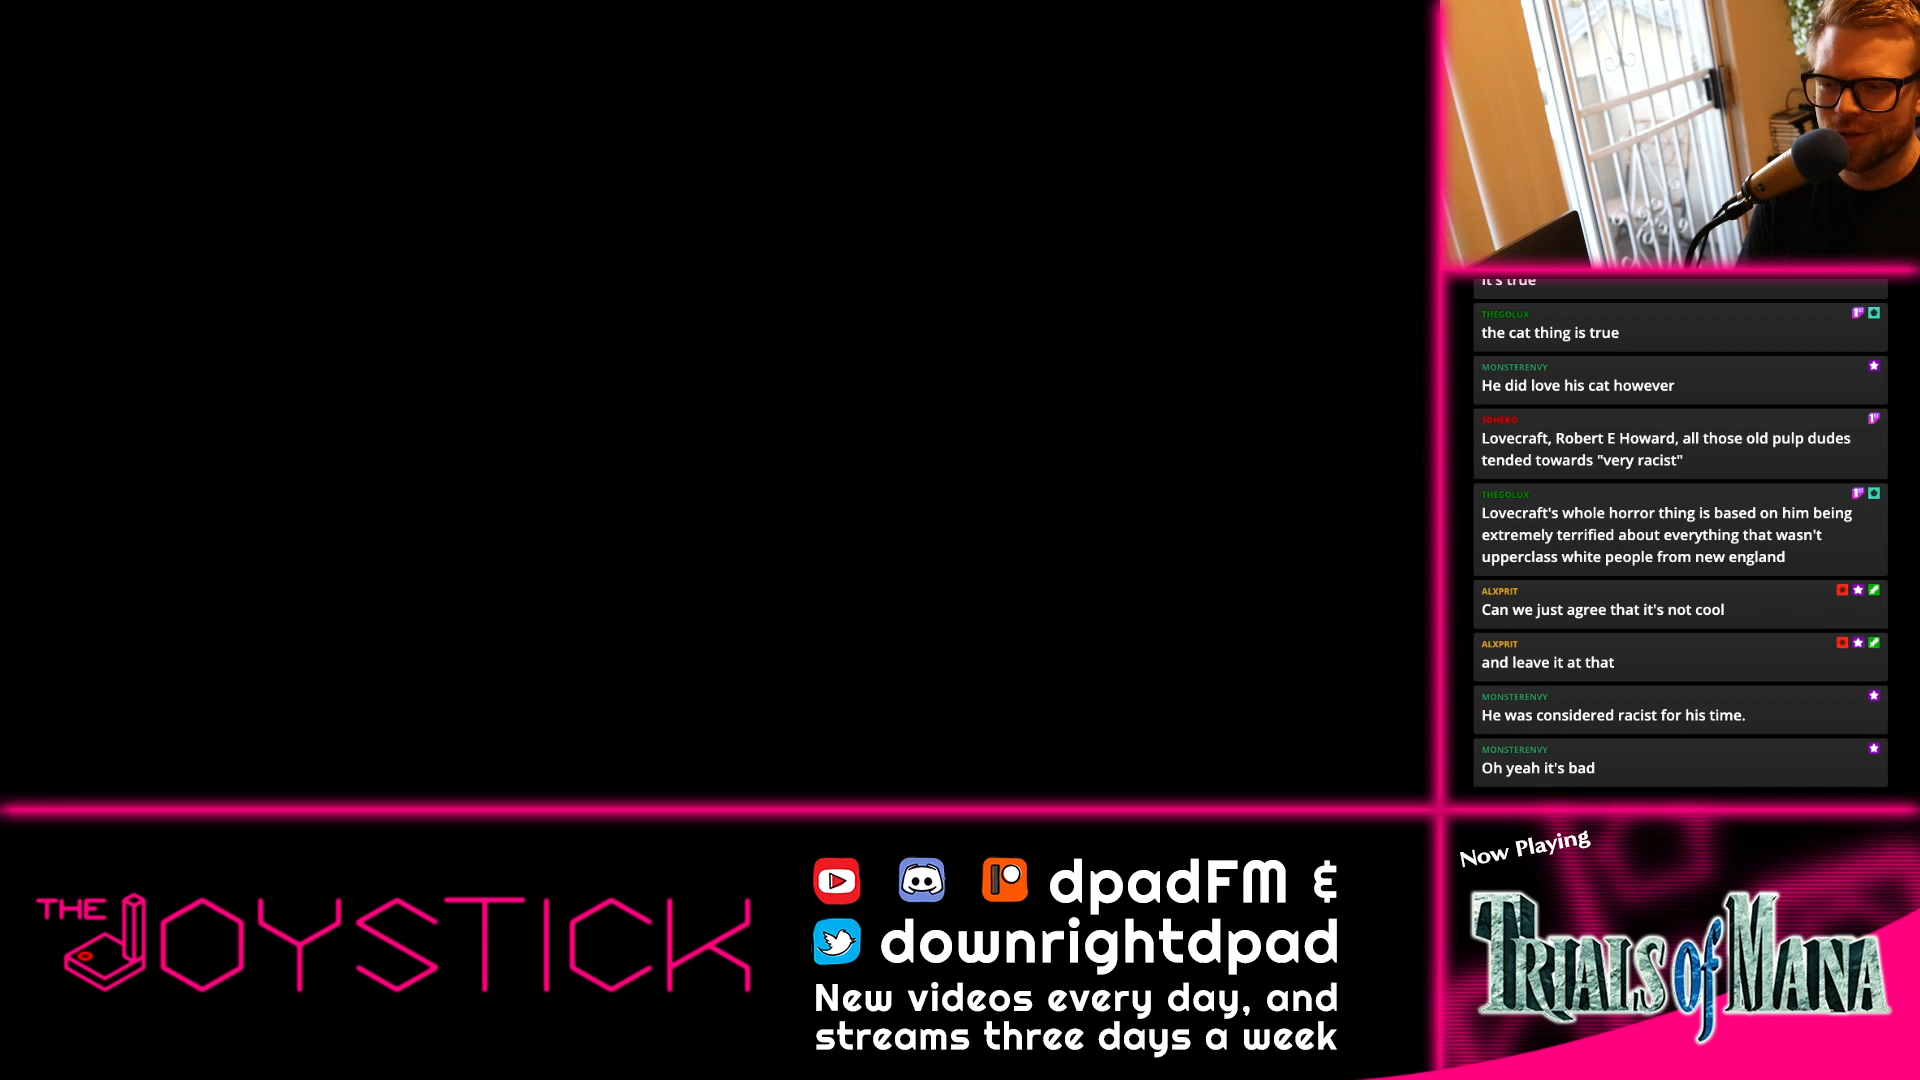 it's true
THEGOLUX
the cat thing is true
MONSTERENVY
He did love his cat however
SDHERO
Lovecraft, Robert E Howard, all those old pulp dudes
tended towards "very racist"
THEGOLUX
Lovecraft's whole horror thing is based on him being
extremely terrified about everything that wasn't
upperclass white people from new england
ALXPRIT
Can we just agree that it's not cool
ALXPRIT
and leave it at that
MONSTERENVY
He was considered racist for his time.
MONSTERENVY
Oh yeah it's bad
THE
JOYSTICK
dpadFM &
downrightdpad
New videos every day, and
streams three days a week
Now Playing
TRIALS of MANA